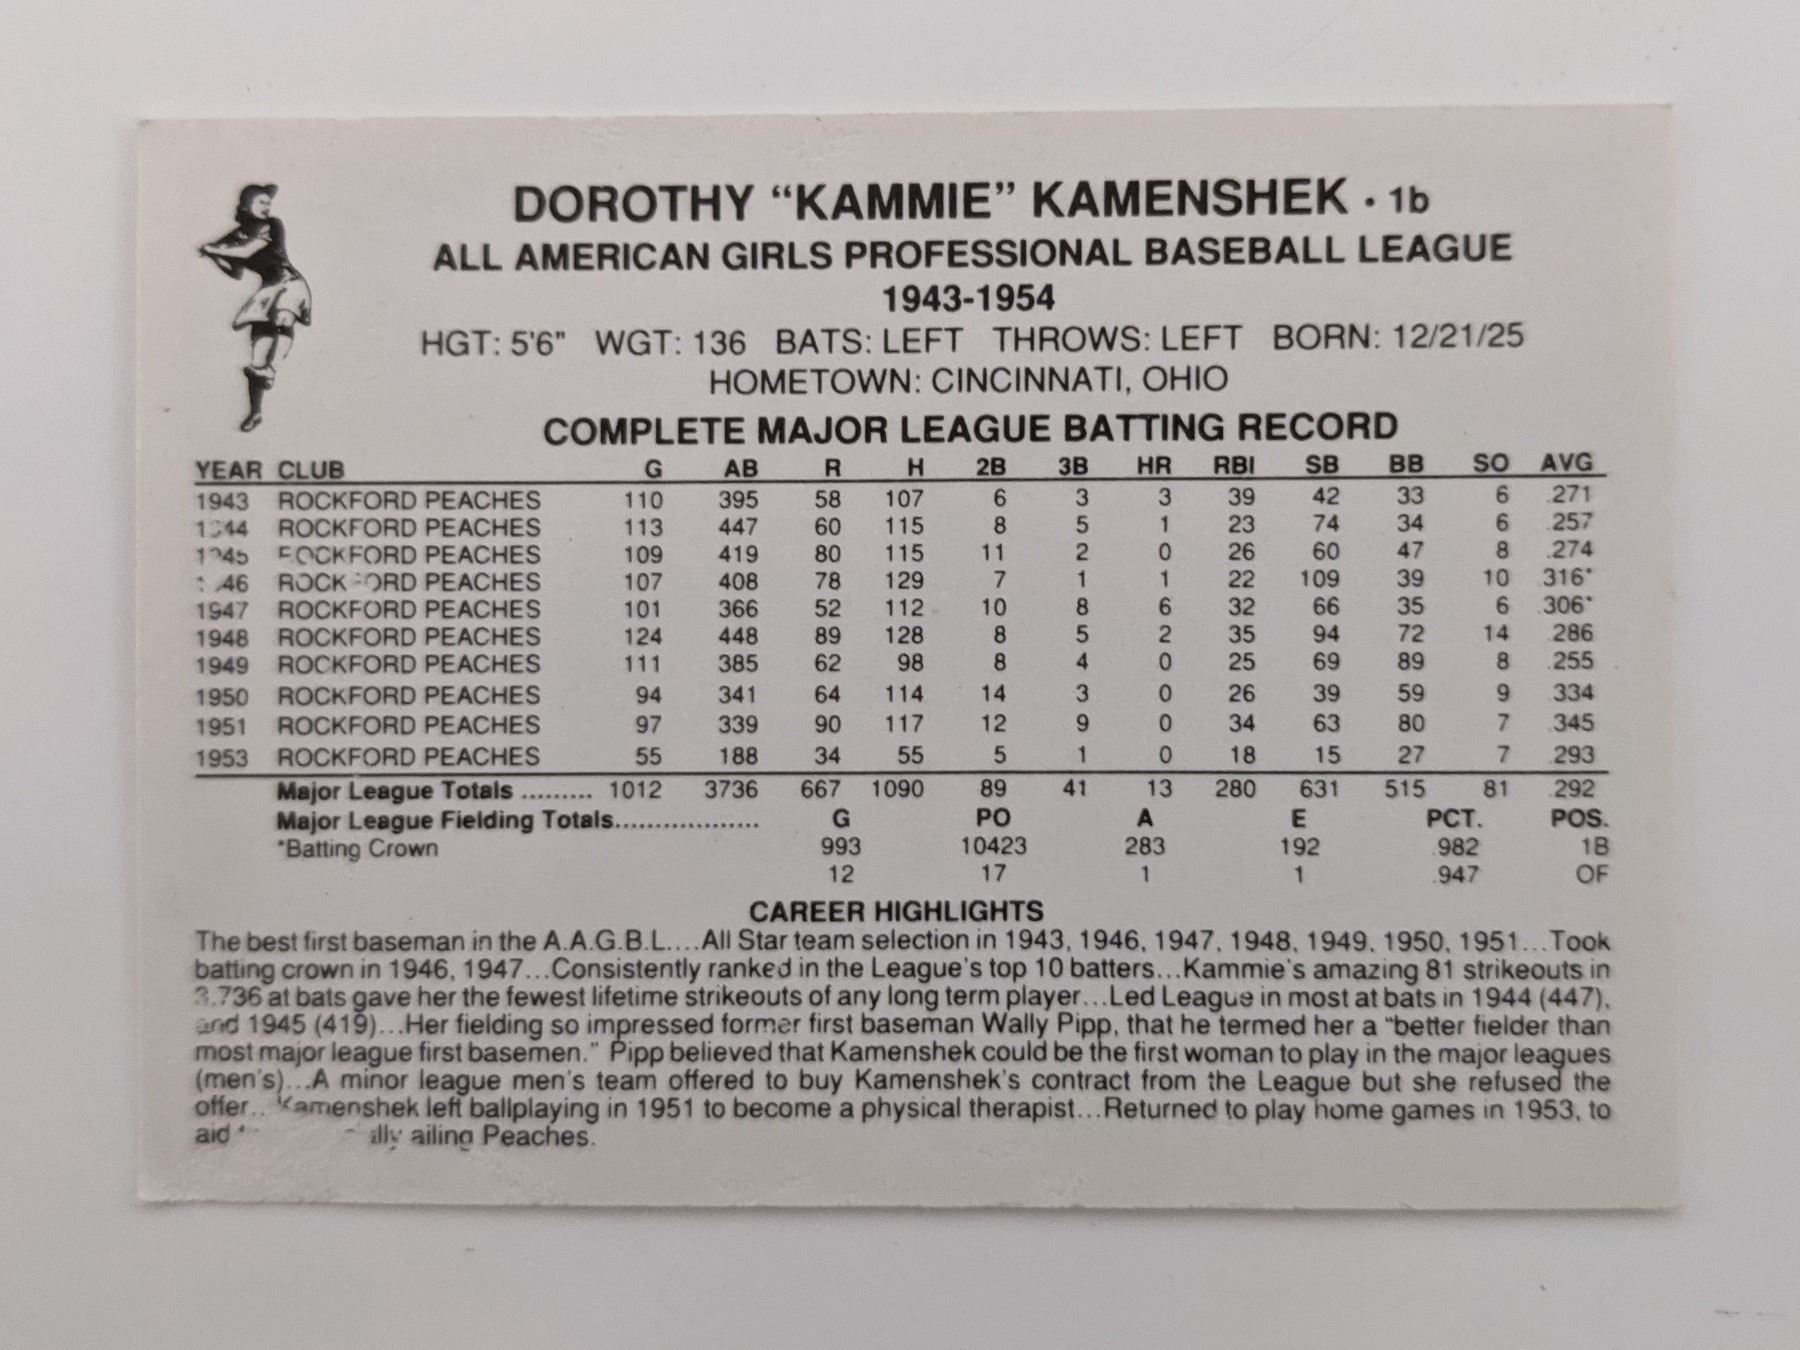 DOROTHY “KAMMIE” KAMENSHEK · 1b
ALL AMERICAN GIRLS PROFESSIONAL BASEBALL LEAGUE
1943-1954
HGT: 5'6" WGT: 136 BATS: LEFT THROWS: LEFT BORN: 12/21/25
HOMETOWN: CINCINNATI, OHIO
COMPLETE MAJOR LEAGUE BATTING RECORD
YEAR CLUB G AB R H 2B 3B HR RBI SB BB SO AVG
1943 ROCKFORD PEACHES 110 395 58 107 6 3 3 39 42 33 6 .271
1944 ROCKFORD PEACHES 113 447 60 115 8 5 1 23 74 34 6 .257
1945 ROCKFORD PEACHES 109 419 80 115 11 2 0 26 60 47 8 .274
46 ROCKFORD PEACHES 107 408 78 129 7 1 1 22 109 39 10 .316*
1947 ROCKFORD PEACHES 101 366 52 112 10 8 6 32 66 35 6 .306*
1948 ROCKFORD PEACHES 124 448 89 128 8 5 2 35 94 72 14 .286
1949 ROCKFORD PEACHES 111 385 62 98 8 4 0 25 69 89 8 .255
1950 ROCKFORD PEACHES 94 341 64 114 14 3 0 26 39 59 9 .334
1951 ROCKFORD PEACHES 97 339 90 117 12 9 0 34 63 80 7 .345
1953 ROCKFORD PEACHES 55 188 34 55 5 1 0 18 15 27 7 .293
Major League Totals ......... 1012 3736 667 1090 89 41 13 280 631 515 81 .292
Major League Fielding Totals.................. G PO A E PCT. POS.
*Batting Crown 993 10423 283 192 .982 1B
12 17 1 1 .947 OF
CAREER HIGHLIGHTS
The best first baseman in the A.A.G.B.L....All Star team selection in 1943, 1946, 1947, 1948, 1949, 1950, 1951...Took
batting crown in 1946, 1947...Consistently ranked in the League's top 10 batters...Kammie's amazing 81 strikeouts in
3,736 at bats gave her the fewest lifetime strikeouts of any long term player...Led League in most at bats in 1944 (447),
and 1945 (419)...Her fielding so impressed former first baseman Wally Pipp, that he termed her a “better fielder than
most major league first basemen.” Pipp believed that Kamenshek could be the first woman to play in the major leagues
(men's)...A minor league men's team offered to buy Kamenshek's contract from the League but she refused the
offer...Kamenshek left ballplaying in 1951 to become a physical therapist...Returned to play home games in 1953, to
aid ailing Peaches.